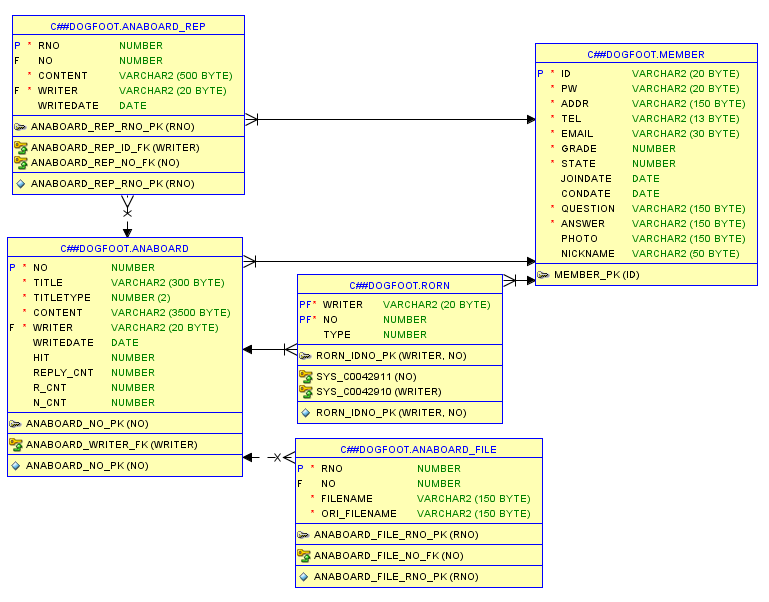 C##DOGFOOT.ANABOARD_REP
P * RNO NUMBER
F NO NUMBER
* CONTENT VARCHAR2 (500 BYTE)
F * WRITER VARCHAR2 (20 BYTE)
WRITEDATE DATE
ANABOARD_REP_RNO_PK (RNO)
ANABOARD_REP_ID_FK (WRITER)
ANABOARD_REP_NO_FK (NO)
ANABOARD_REP_RNO_PK (RNO)
C##DOGFOOT.MEMBER
P * ID VARCHAR2 (20 BYTE)
* PW VARCHAR2 (20 BYTE)
* ADDR VARCHAR2 (150 BYTE)
* TEL VARCHAR2 (13 BYTE)
* EMAIL VARCHAR2 (30 BYTE)
* GRADE NUMBER
* STATE NUMBER
JOINDATE DATE
CONDATE DATE
* QUESTION VARCHAR2 (150 BYTE)
* ANSWER VARCHAR2 (150 BYTE)
PHOTO VARCHAR2 (150 BYTE)
NICKNAME VARCHAR2 (50 BYTE)
MEMBER_PK (ID)
C##DOGFOOT.ANABOARD
P * NO NUMBER
* TITLE VARCHAR2 (300 BYTE)
* TITLETYPE NUMBER (2)
* CONTENT VARCHAR2 (3500 BYTE)
F * WRITER VARCHAR2 (20 BYTE)
WRITEDATE DATE
HIT NUMBER
REPLY_CNT NUMBER
R_CNT NUMBER
N_CNT NUMBER
ANABOARD_NO_PK (NO)
ANABOARD_WRITER_FK (WRITER)
ANABOARD_NO_PK (NO)
C##DOGFOOT.RORN
PF* WRITER VARCHAR2 (20 BYTE)
PF* NO NUMBER
TYPE NUMBER
RORN_IDNO_PK (WRITER, NO)
SYS_C0042911 (NO)
SYS_C0042910 (WRITER)
RORN_IDNO_PK (WRITER, NO)
C##DOGFOOT.ANABOARD_FILE
P * RNO NUMBER
F NO NUMBER
* FILENAME VARCHAR2 (150 BYTE)
* ORI_FILENAME VARCHAR2 (150 BYTE)
ANABOARD_FILE_RNO_PK (RNO)
ANABOARD_FILE_NO_FK (NO)
ANABOARD_FILE_RNO_PK (RNO)